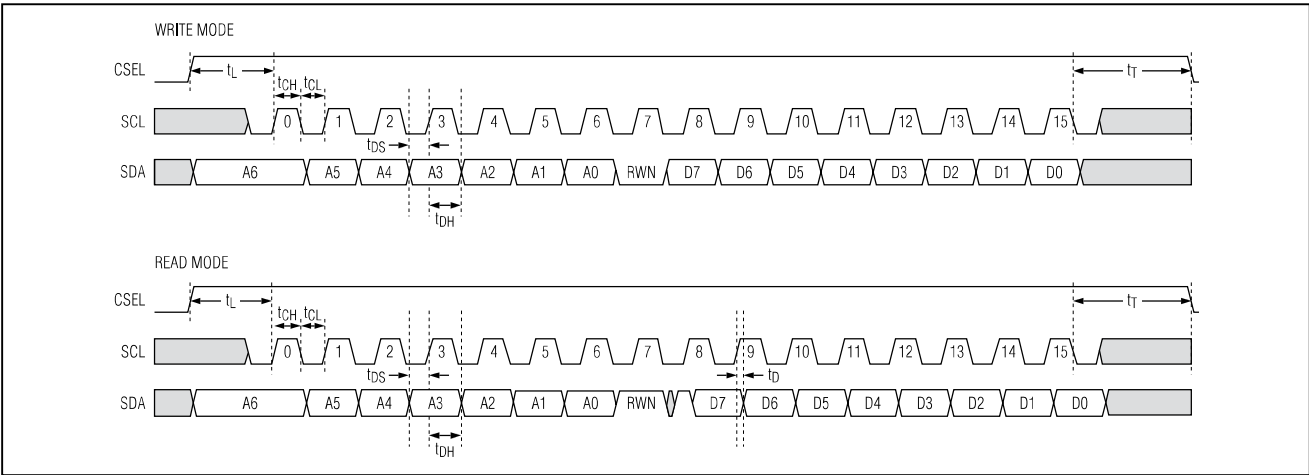 WRITE MODE
CSEL tL tT
tCH tCL
SCL 0 1 2 3 4 5 6 7 8 9 10 11 12 13 14 15
tDS
SDA A6 A5 A4 A3 A2 A1 A0 RWN D7 D6 D5 D4 D3 D2 D1 D0
tDH
READ MODE
CSEL tL tT
tCH tCL
SCL 0 1 2 3 4 5 6 7 8 9 10 11 12 13 14 15
tDS tD
SDA A6 A5 A4 A3 A2 A1 A0 RWN D7 D6 D5 D4 D3 D2 D1 D0
tDH